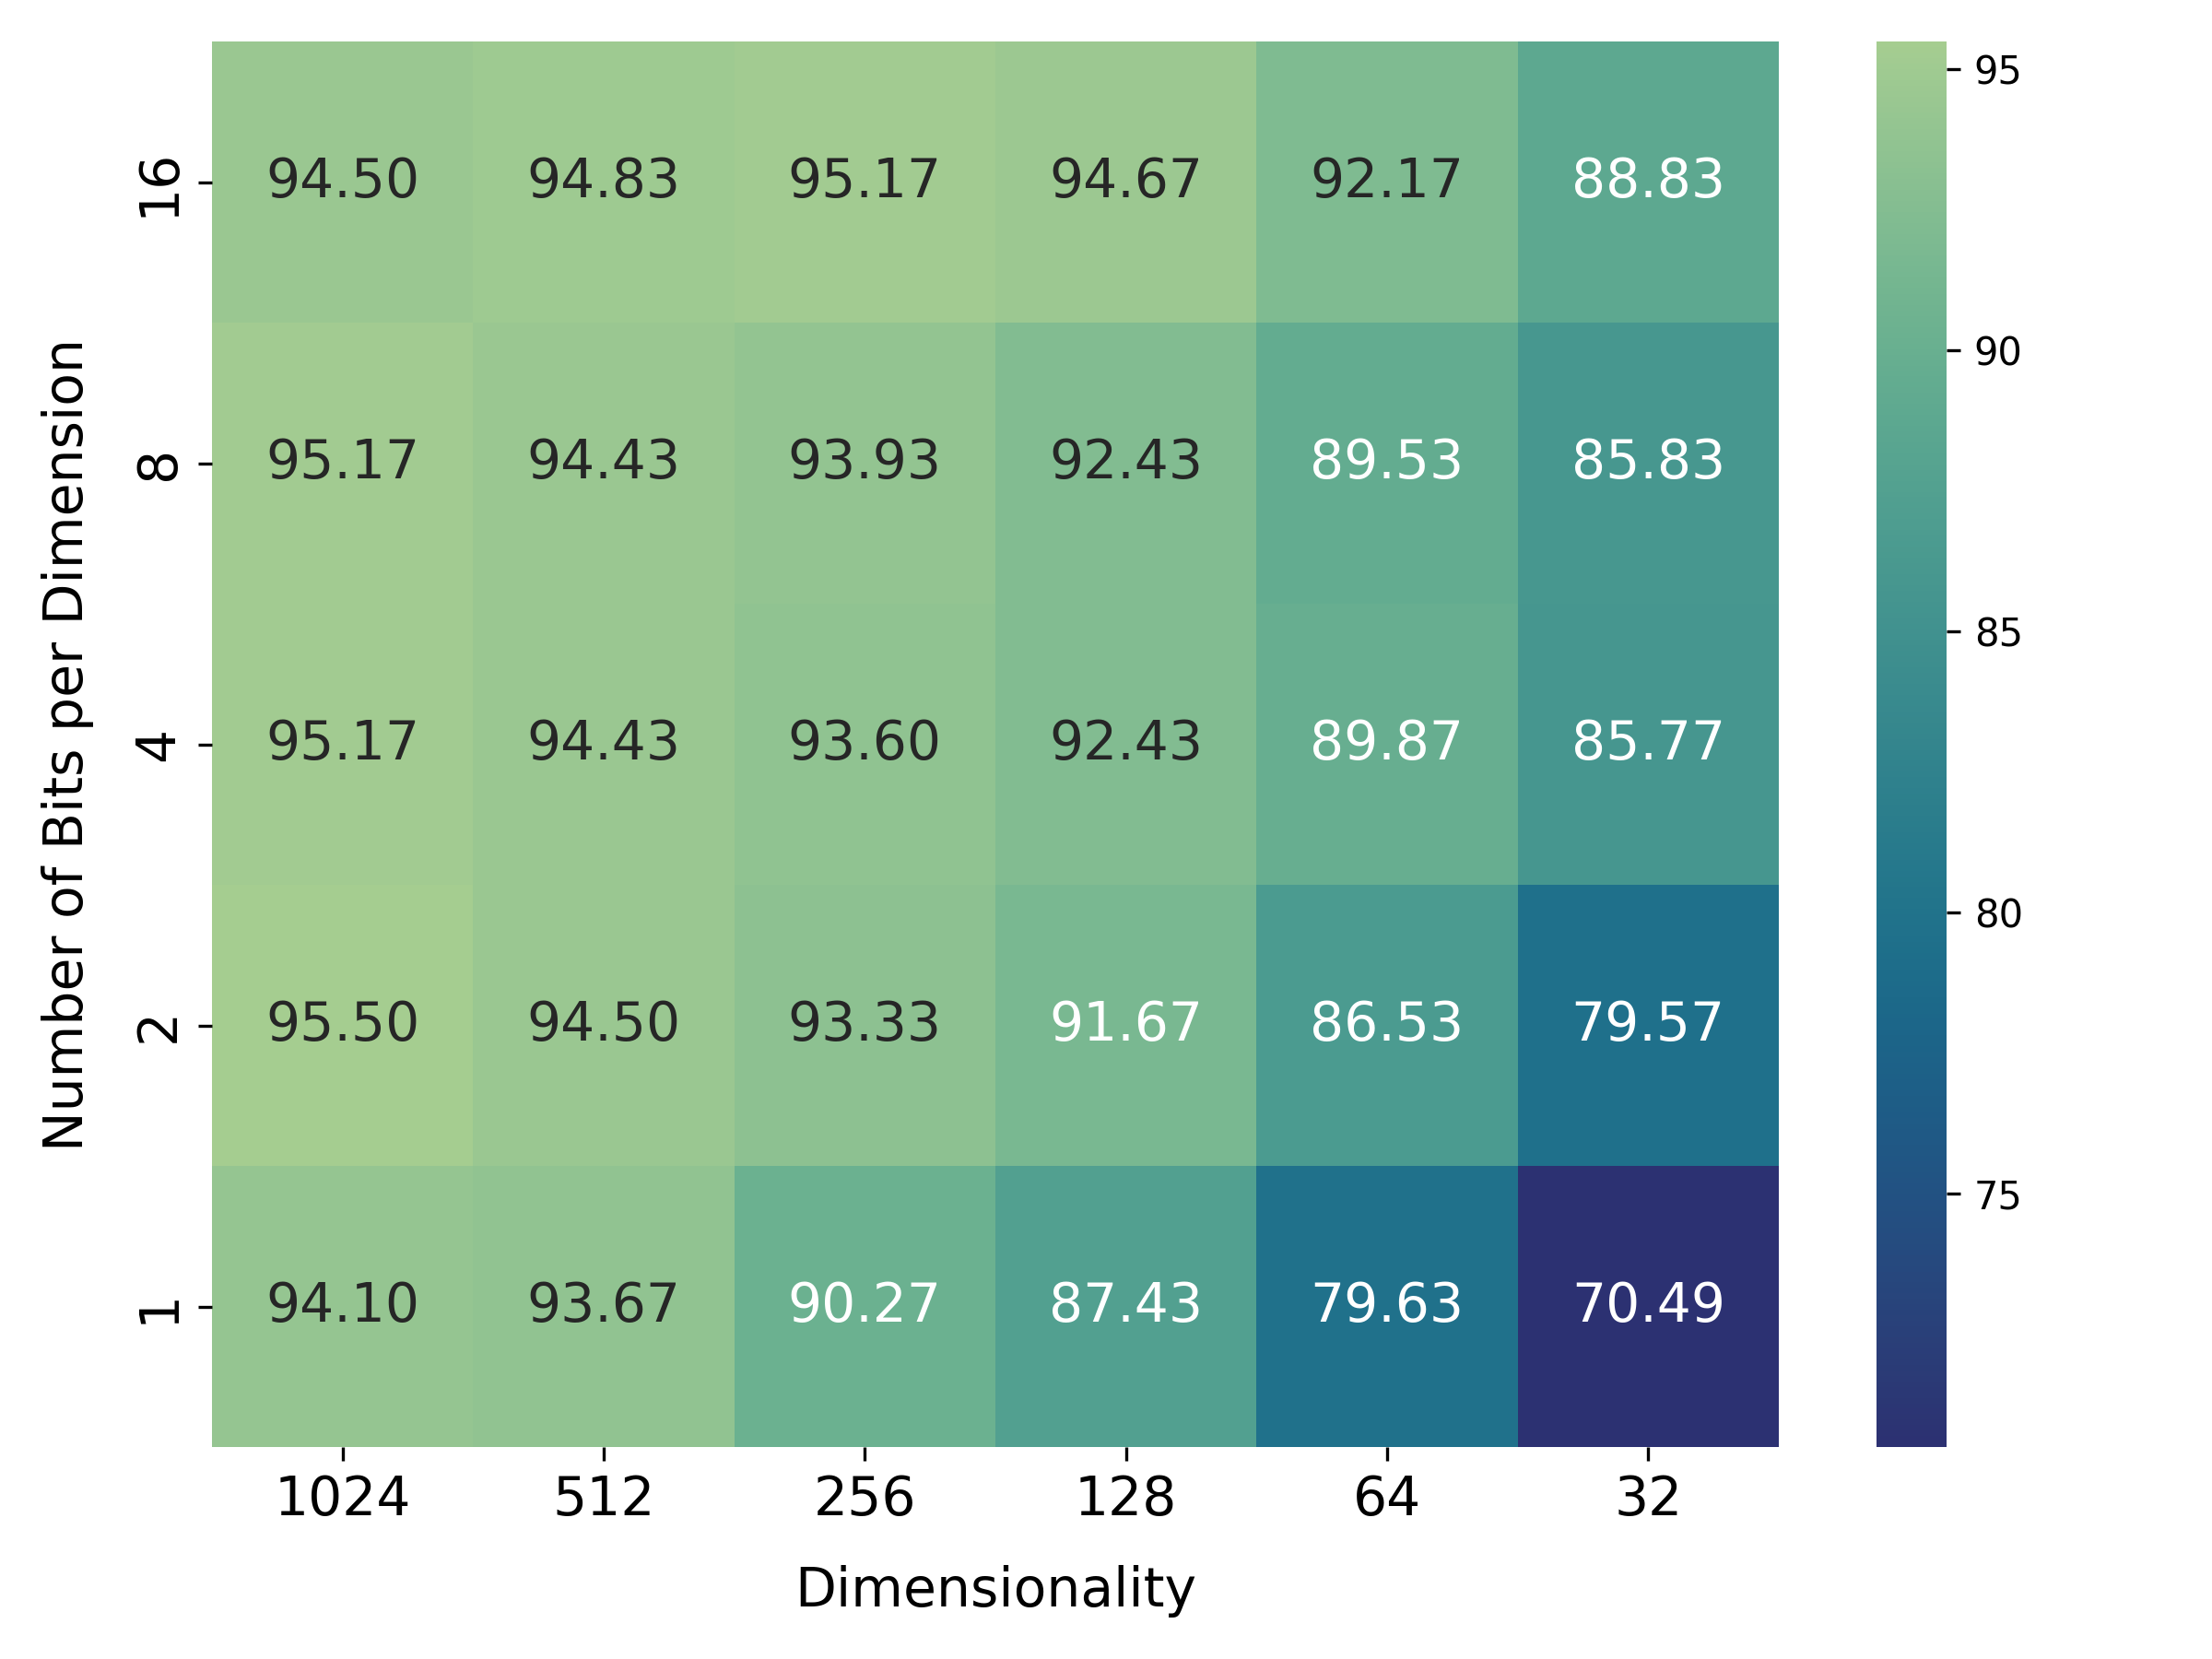 Number of Bits per Dimension
16 94.50 94.83 95.17 94.67 92.17 88.83
8 95.17 94.43 93.93 92.43 89.53 85.83
4 95.17 94.43 93.60 92.43 89.87 85.77
2 95.50 94.50 93.33 91.67 86.53 79.57
1 94.10 93.67 90.27 87.43 79.63 70.49
1024 512 256 128 64 32
Dimensionality
95
90
85
80
75